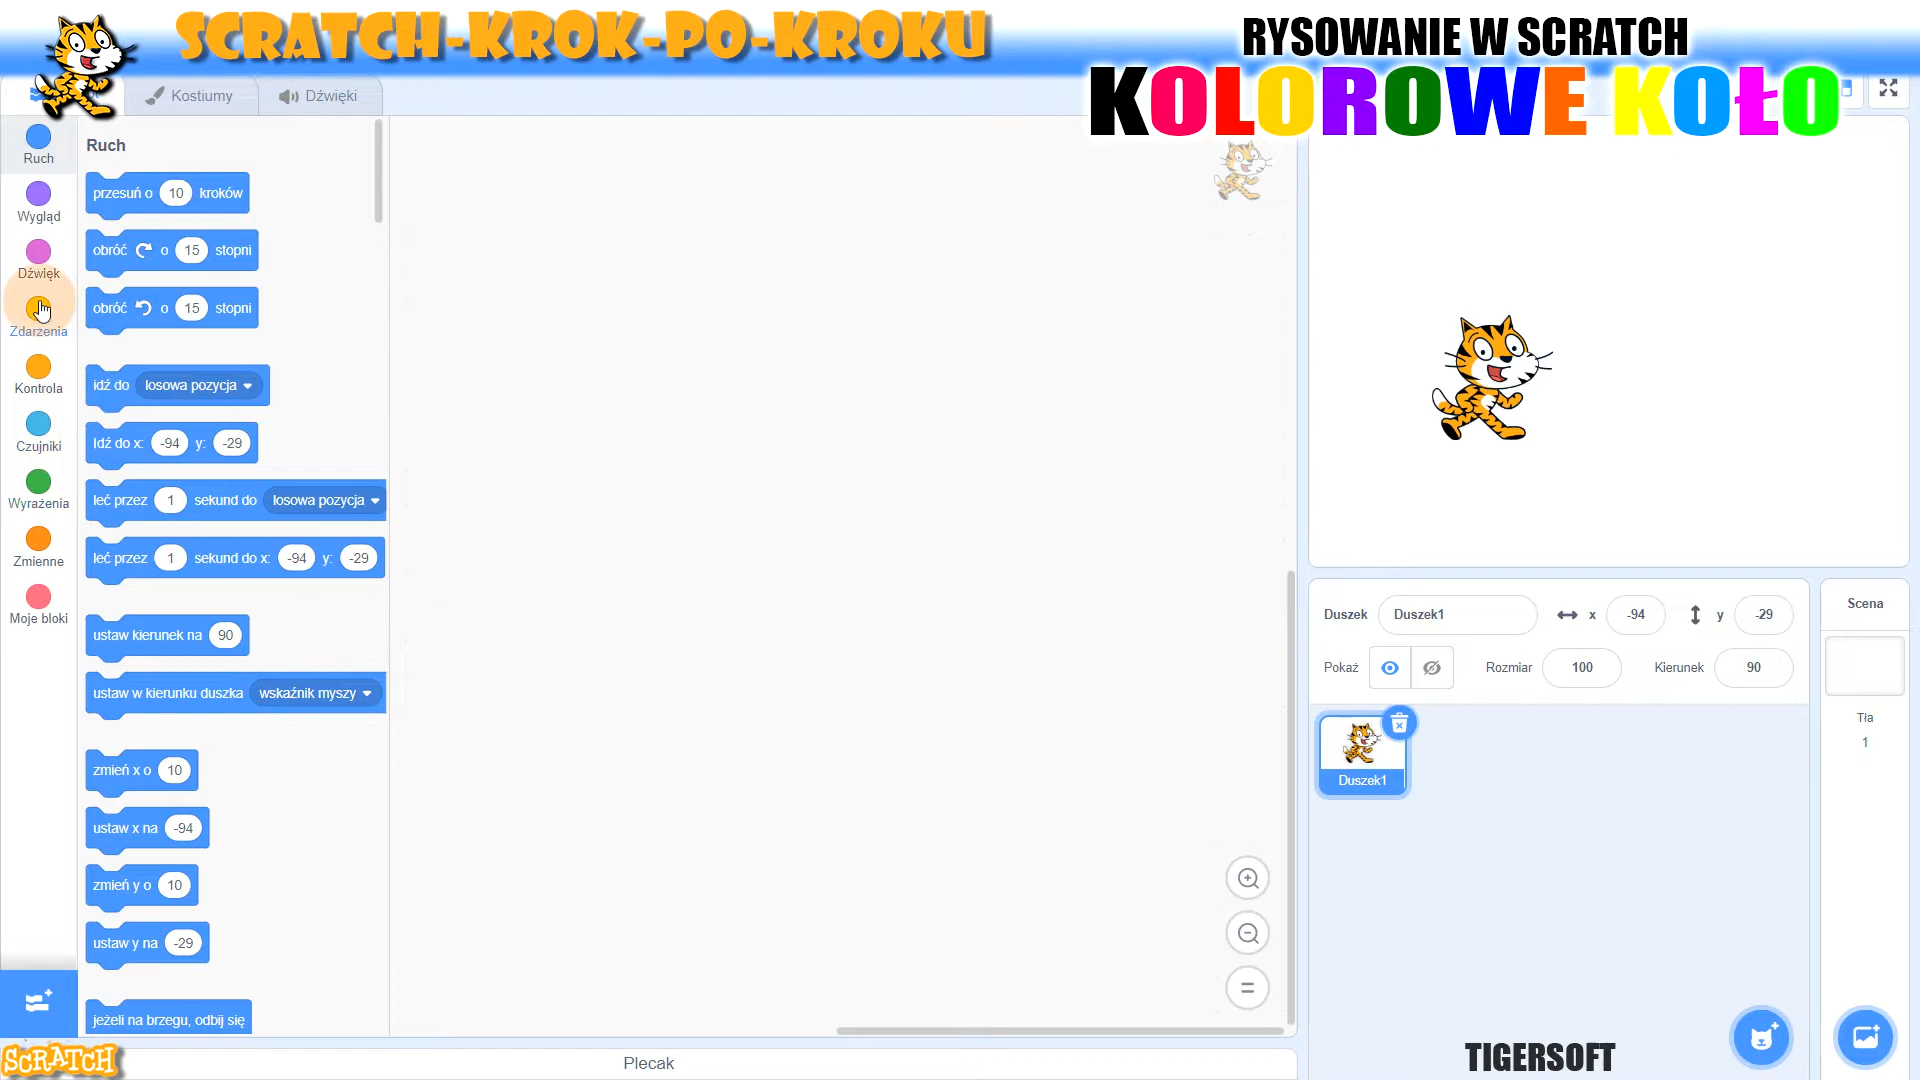 SCRATCH-KROK-PO-KROKU
RYSOWANIE W SCRATCH
KOLOROWE KOŁO
Kostiumy
Dźwięki
Ruch
Wygląd
Dźwięk
Zdarzenia
Kontrola
Czujniki
Wyrażenia
Zmienne
Moje bloki
Ruch
przesuń o 10 kroków
obróć o 15 stopni
obróć o 15 stopni
idź do losowa pozycja
Idź do x: -94 y: -29
leć przez 1 sekund do losowa pozycja
leć przez 1 sekund do x: -94 y: -29
ustaw kierunek na 90
ustaw w kierunku duszka wskaźnik myszy
zmień x o 10
ustaw x na -94
zmień y o 10
ustaw y na -29
jeżeli na brzegu, odbij się
Duszek Duszek1 x -94 y -29
Pokaż Rozmiar 100 Kierunek 90
Duszek1
Scena
Tła
1
Plecak
SCRATCH
TIGERSOFT